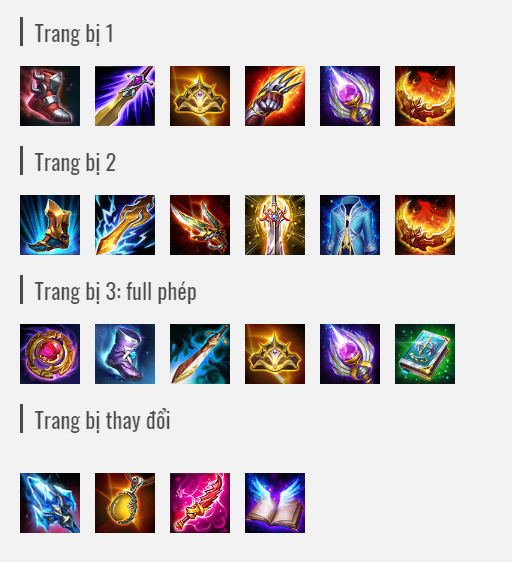 Trang bị 1
Trang bị 2
Trang bị 3: full phép
Trang bị thay đổi